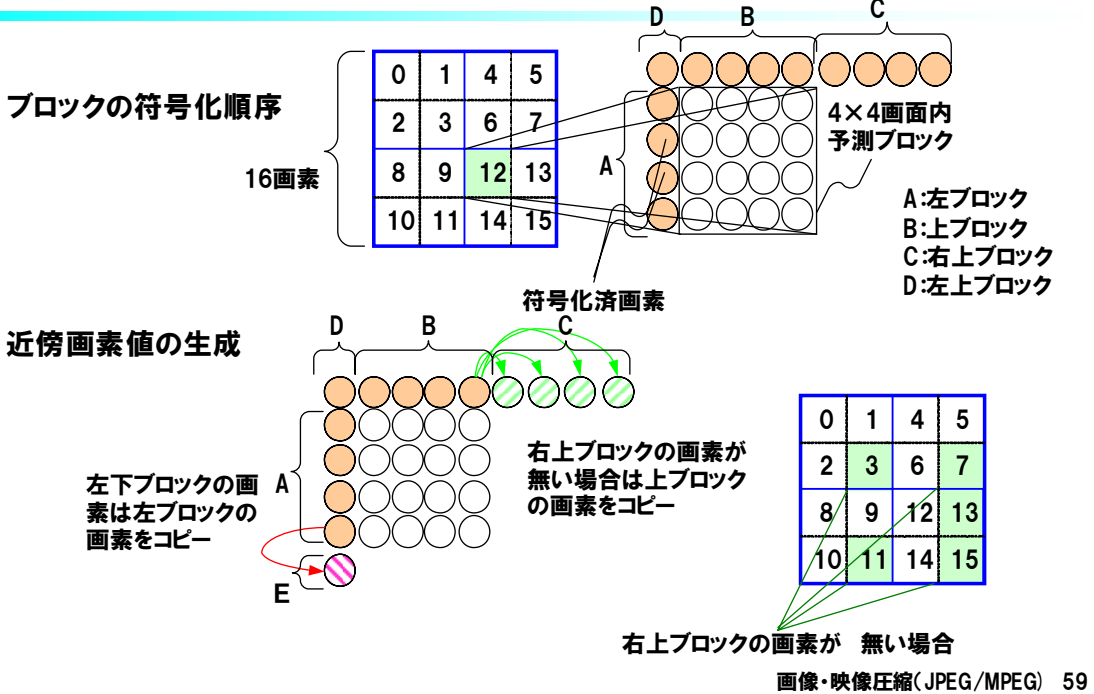 D B C
ブロックの符号化順序
0 1 4 5
2 3 6 7
8 9 12 13
10 11 14 15
16画素
A
4×4画面内
予測ブロック
A:左ブロック
B:上ブロック
C:右上ブロック
D:左上ブロック
符号化済画素
近傍画素値の生成
D B C
A
E
左下ブロックの画
素は左ブロックの
画素をコピー
右上ブロックの画素が
無い場合は上ブロック
の画素をコピー
0 1 4 5
2 3 6 7
8 9 12 13
10 11 14 15
右上ブロックの画素が 無い場合
画像・映像圧縮(JPEG/MPEG) 59